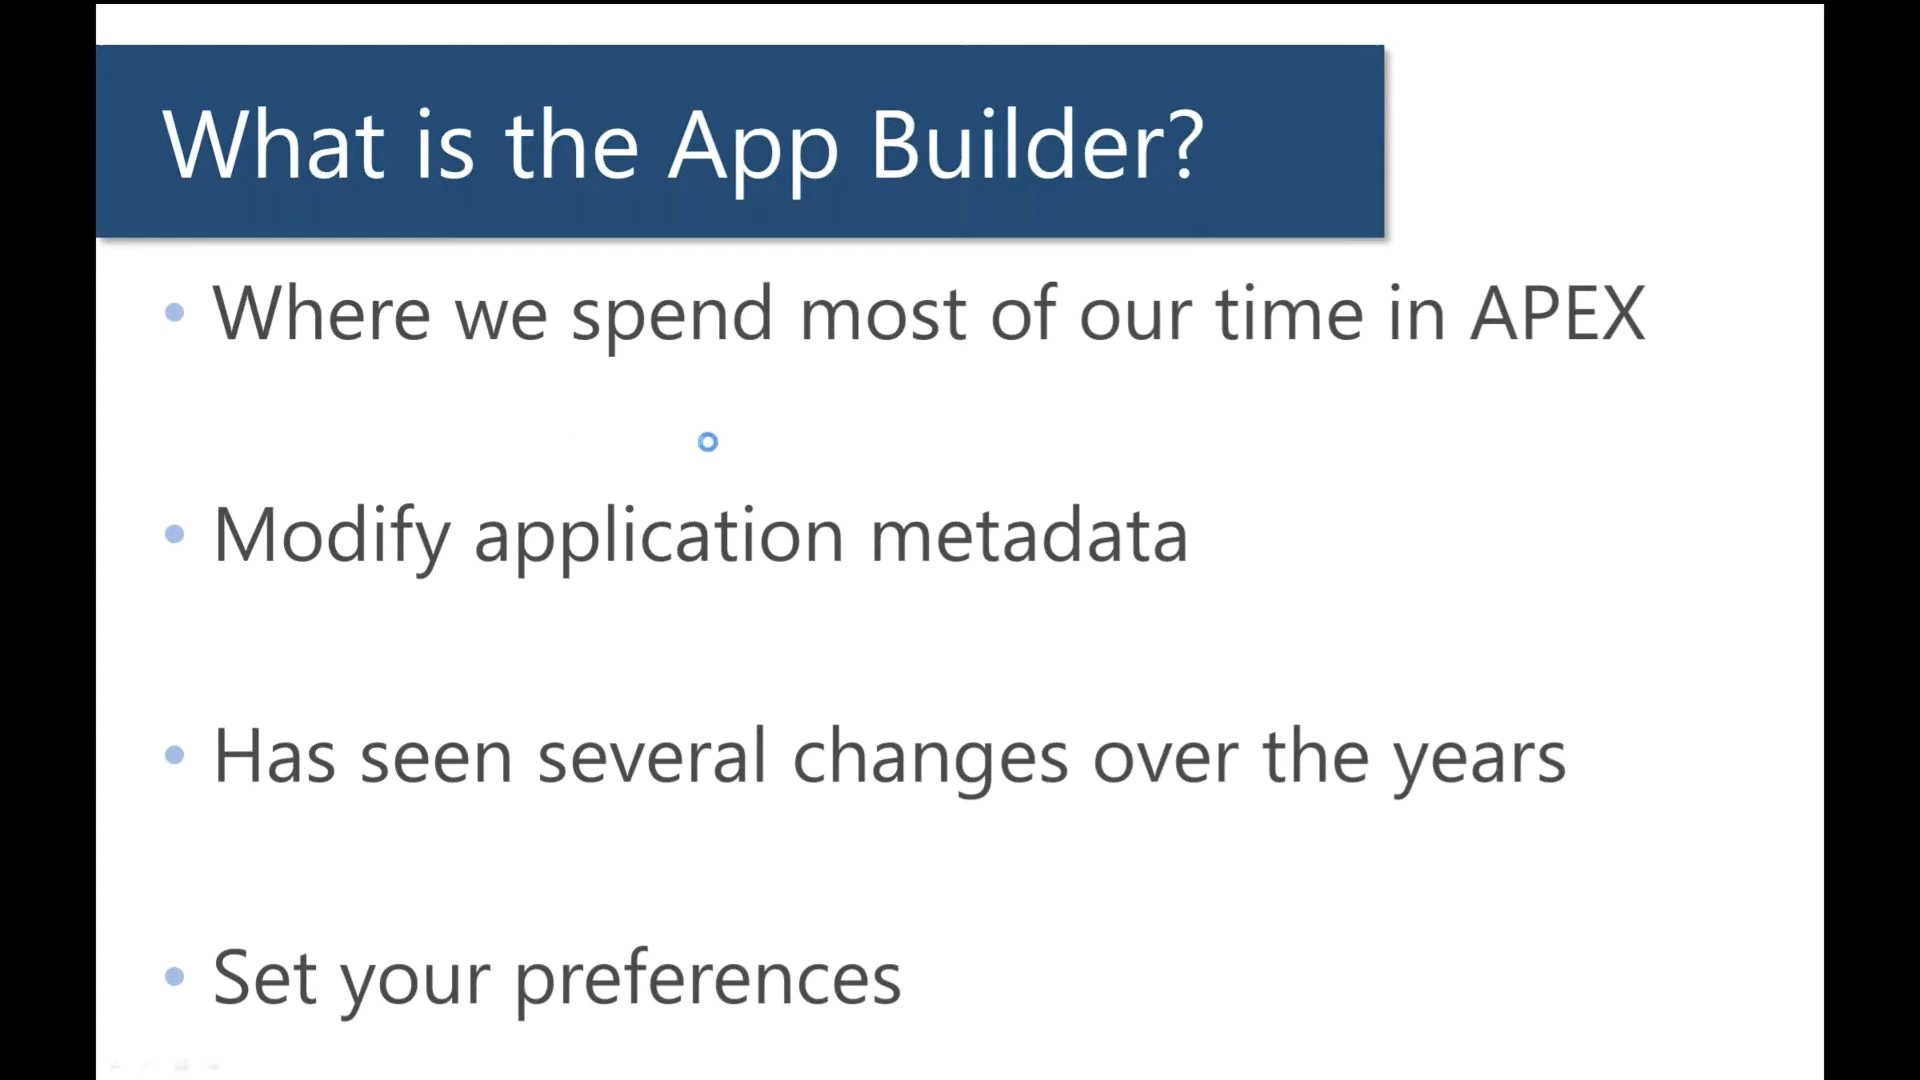 What is the App Builder?
• Where we spend most of our time in APEX
• Modify application metadata
• Has seen several changes over the years
• Set your preferences